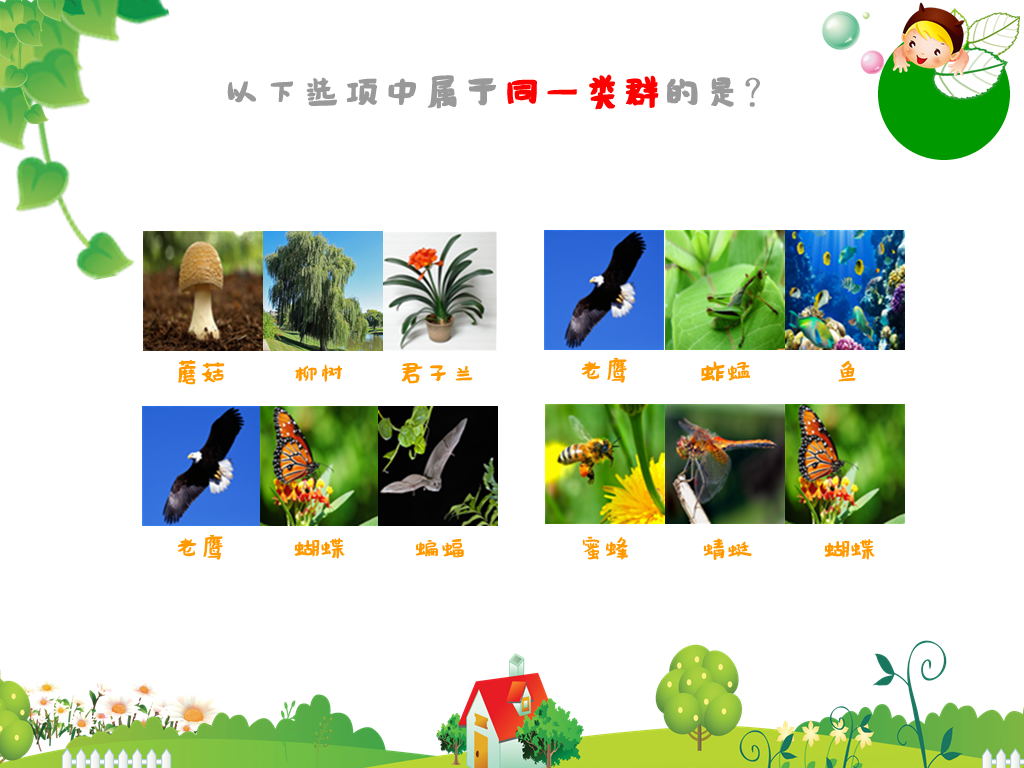 以下选项中属于同一类群的是?
蘑菇 柳树 君子兰
老鹰 蚱蜢 鱼
老鹰 蝴蝶 蝙蝠
蜜蜂 蜻蜓 蝴蝶